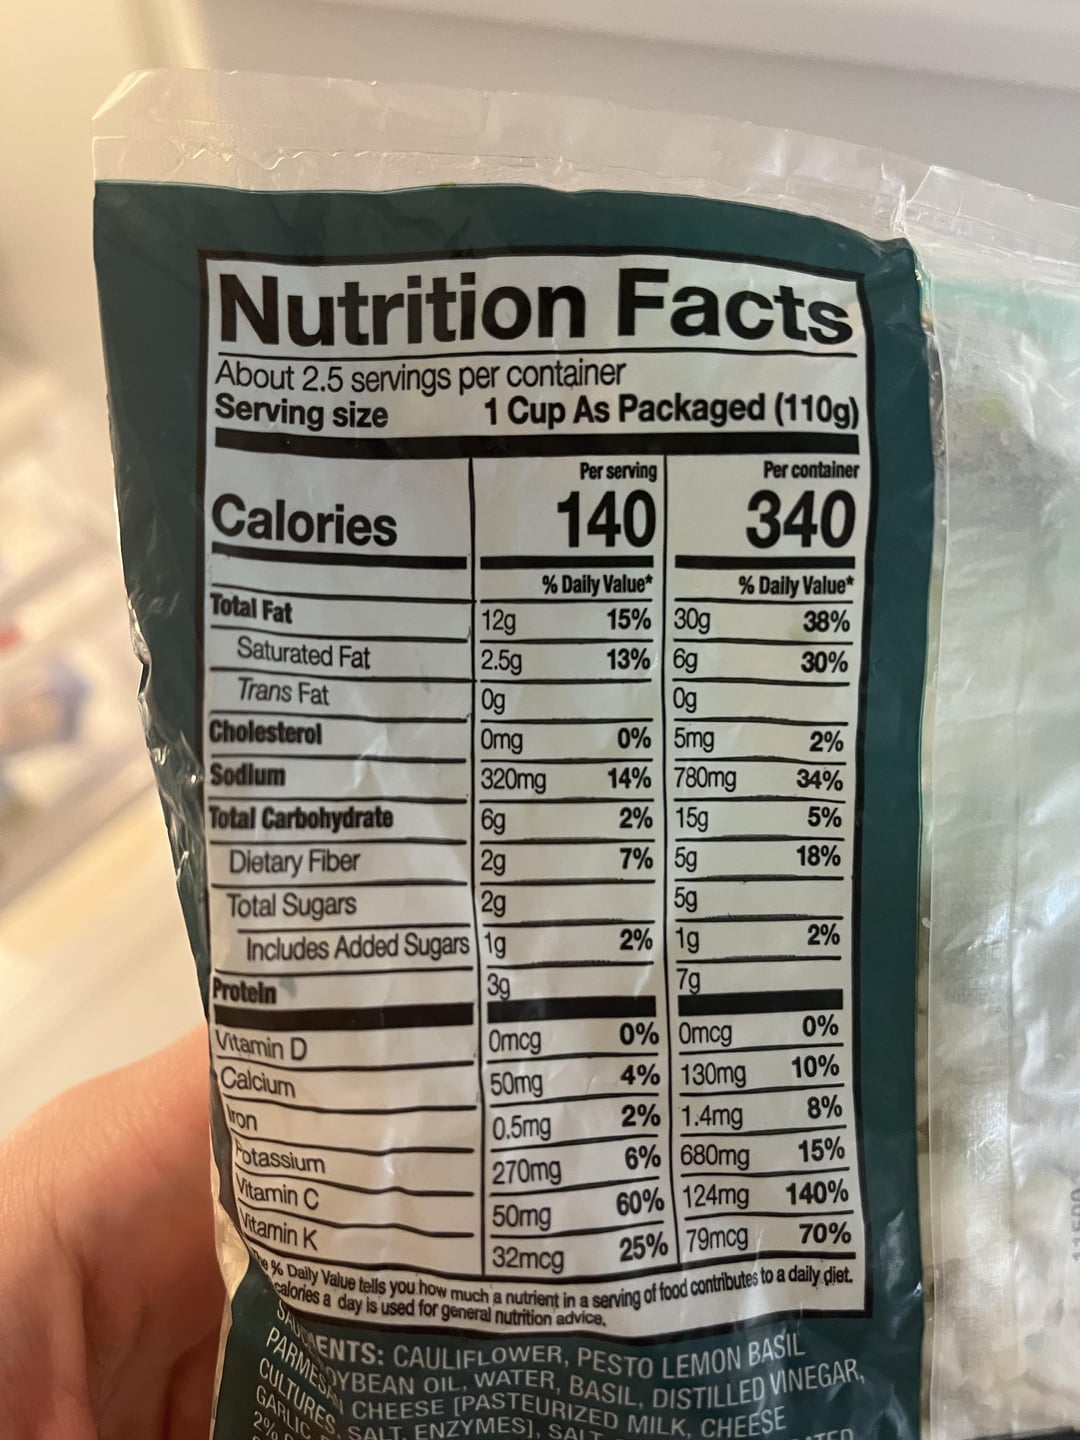 Nutrition Facts
About 2.5 servings per container
Serving size 1 Cup As Packaged (110g)
Per serving Per container
Calories 140 340
% Daily Value* % Daily Value*
Total Fat 12g 15% 30g 38%
Saturated Fat 2.5g 13% 6g 30%
Trans Fat 0g 0g
Cholesterol 0mg 0% 5mg 2%
Sodium 320mg 14% 780mg 34%
Total Carbohydrate 6g 2% 15g 5%
Dietary Fiber 2g 7% 5g 18%
Total Sugars 2g 5g
Includes Added Sugars 1g 2% 1g 2%
Protein 3g 7g
Vitamin D 0mcg 0% 0mcg 0%
Calcium 50mg 4% 130mg 10%
Iron 0.5mg 2% 1.4mg 8%
Potassium 270mg 6% 680mg 15%
Vitamin C 50mg 60% 124mg 140%
Vitamin K 32mcg 25% 79mcg 70%
% Daily Value tells you how much a nutrient in a serving of food contributes to a daily diet.
calories a day is used for general nutrition advice.
CAULIFLOWER, PESTO LEMON BASIL
OIL, WATER, BASIL, DISTILLED VINEGAR,
PARMESAN CHEESE [PASTEURIZED MILK, CHEESE
CULTURES, SALT, ENZYMES], SALT
GARLIC
2%